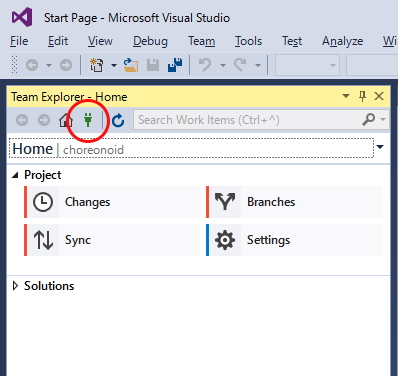 Start Page - Microsoft Visual Studio
File Edit View Debug Team Tools Test Analyze
Team Explorer - Home
Search Work Items (Ctrl+^)
Home | choreonoid
Project
Changes Branches
Sync Settings
Solutions